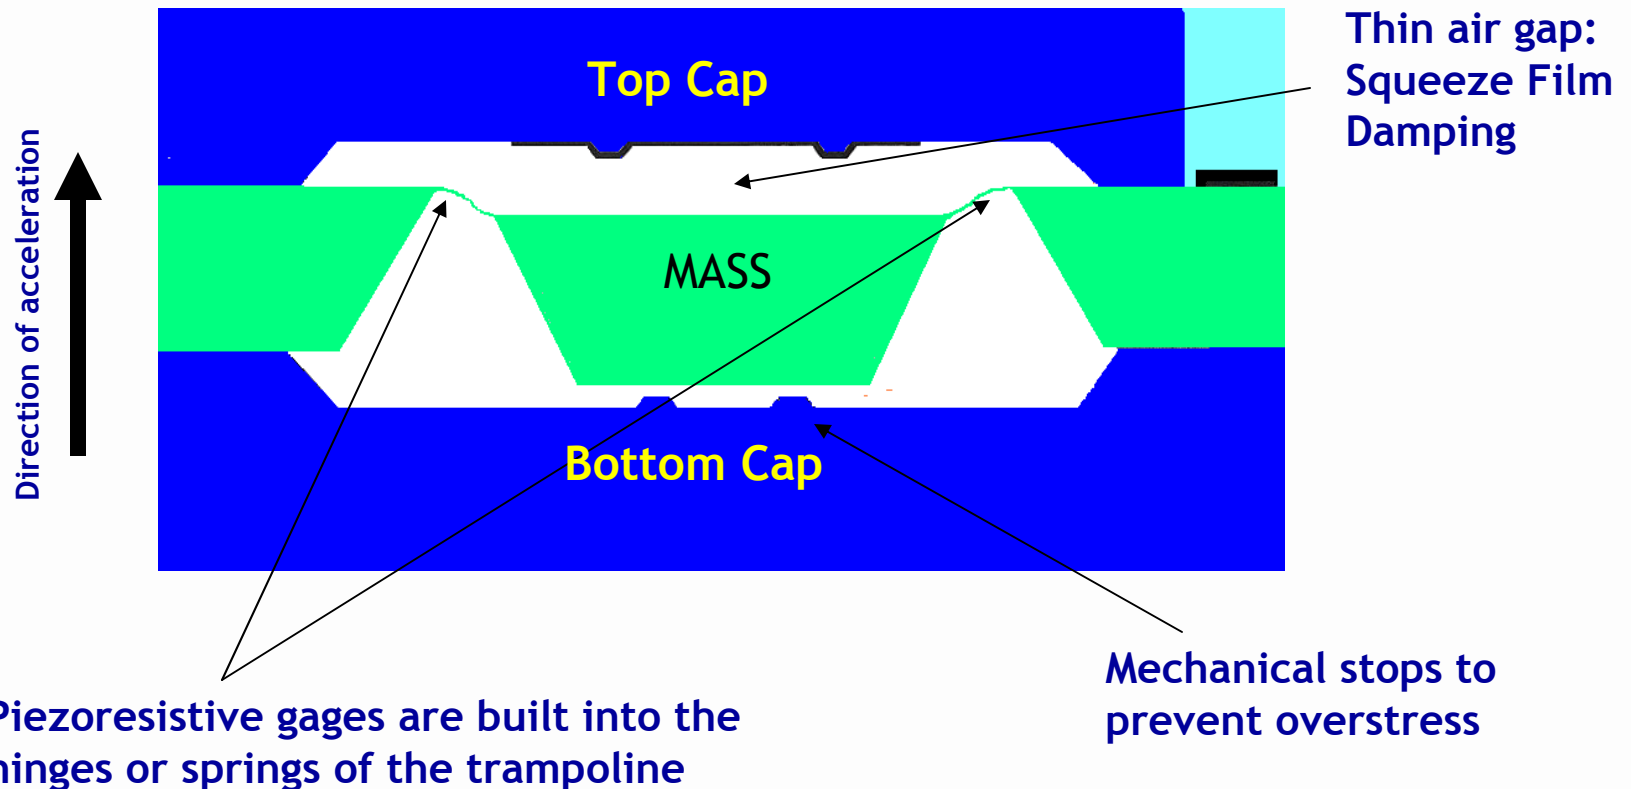 Thin air gap:
Squeeze Film
Damping
Top Cap
Direction of acceleration
MASS
Bottom Cap
Mechanical stops to
prevent overstress
Piezoresistive gages are built into the
hinges or springs of the trampoline